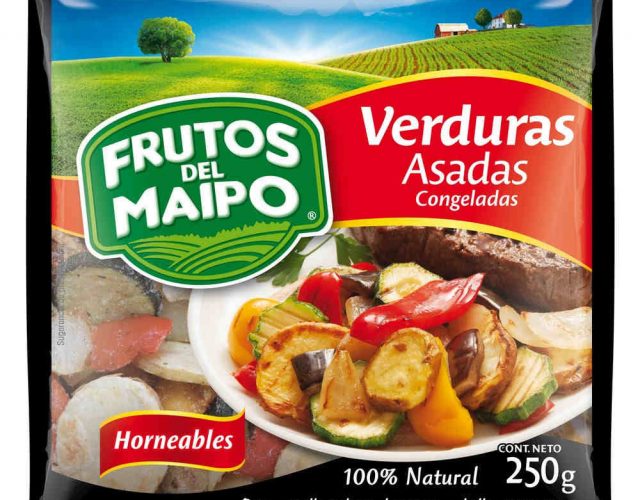 FRUTOS
DEL
MAIPO
®
Verduras
Asadas
Congeladas
Horneables
100% Natural
CONT. NETO
250g